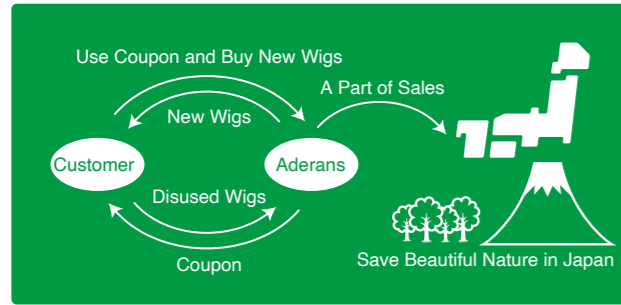 Use Coupon and Buy New Wigs
A Part of Sales
New Wigs
Customer
Aderans
Disused Wigs
Coupon
Save Beautiful Nature in Japan